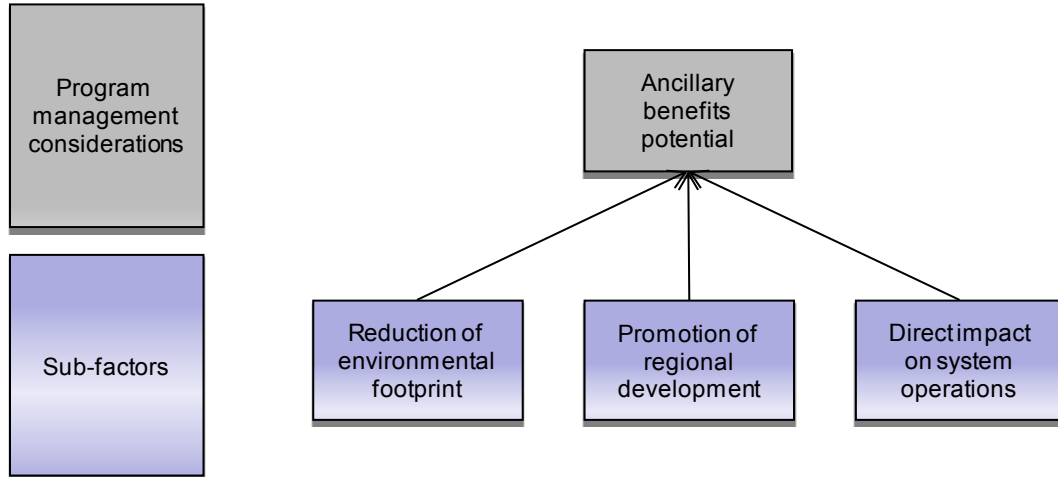 Program
management
considerations
Ancillary
benefits
potential
Sub-factors
Reduction of
environmental
footprint
Promotion of
regional
development
Direct impact
on system
operations